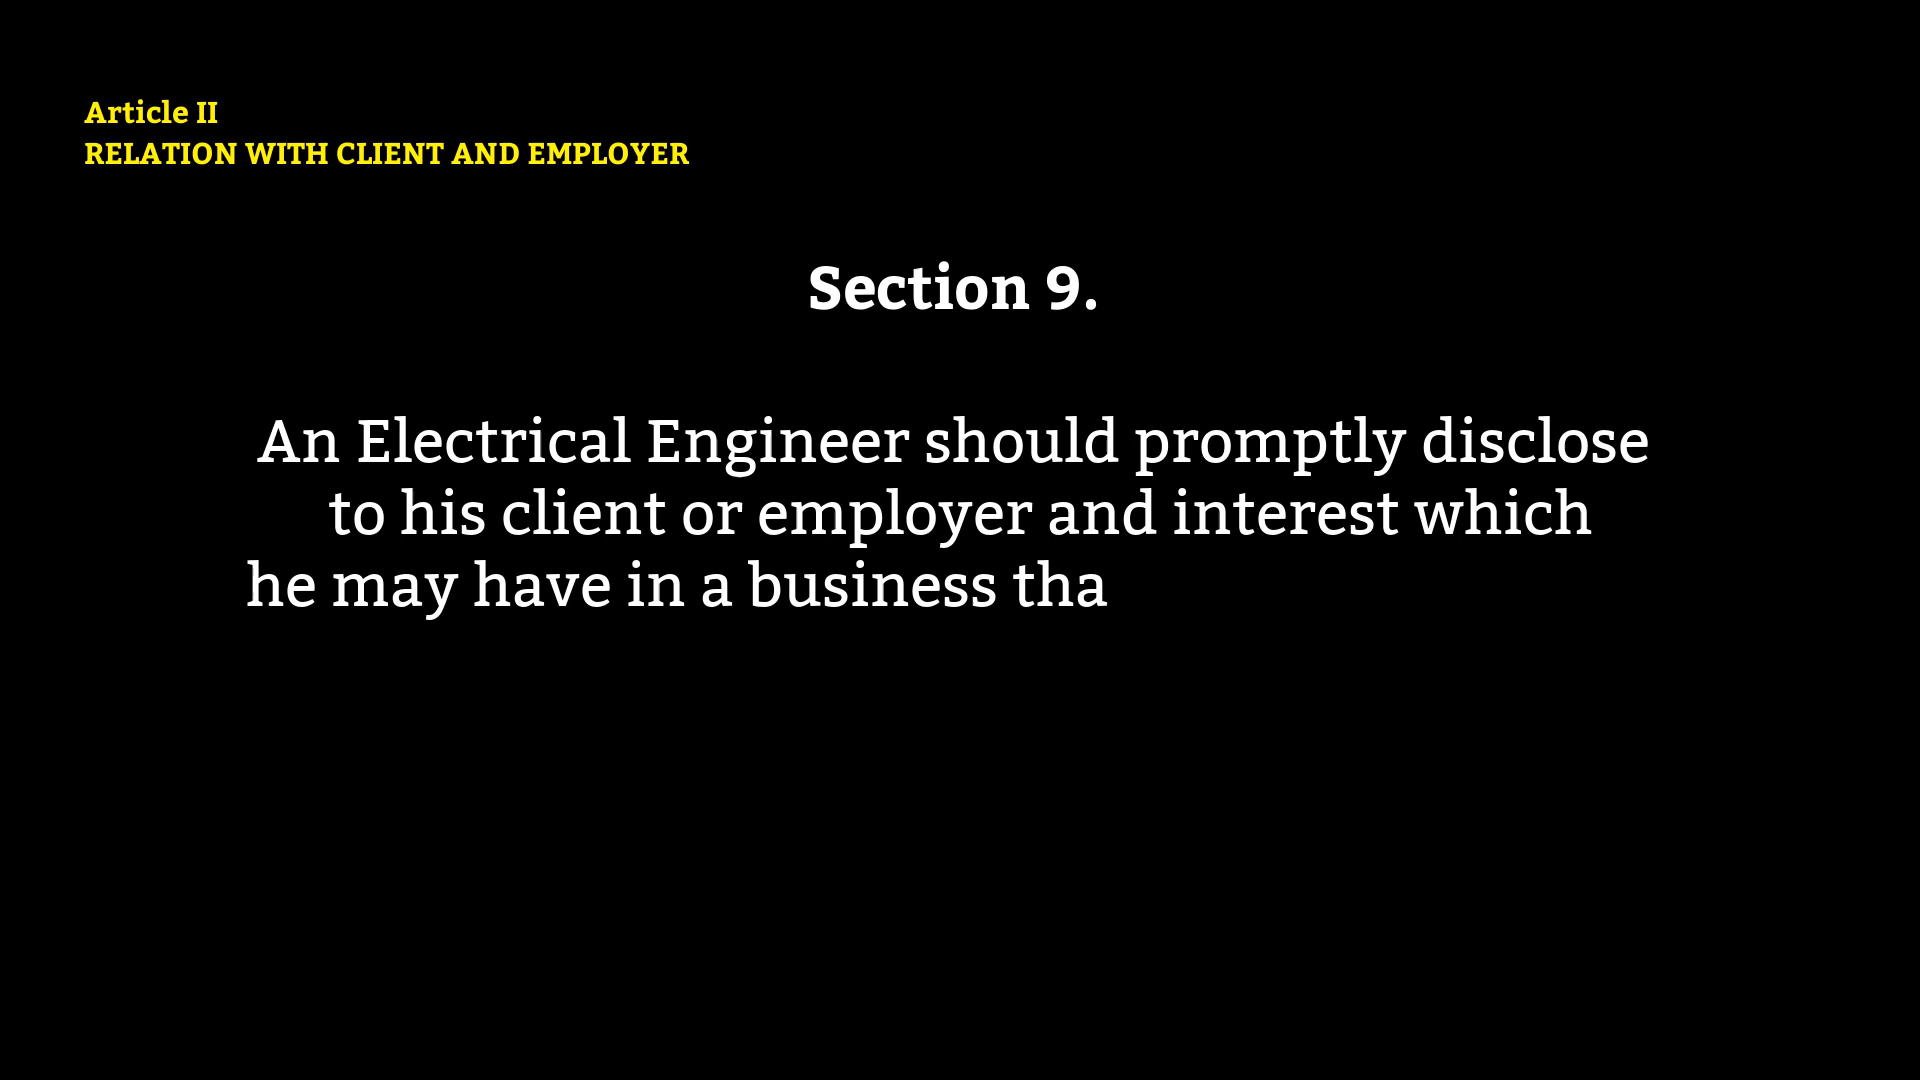 Article II
RELATION WITH CLIENT AND EMPLOYER
Section 9.
An Electrical Engineer should promptly disclose
to his client or employer and interest which
he may have in a business tha